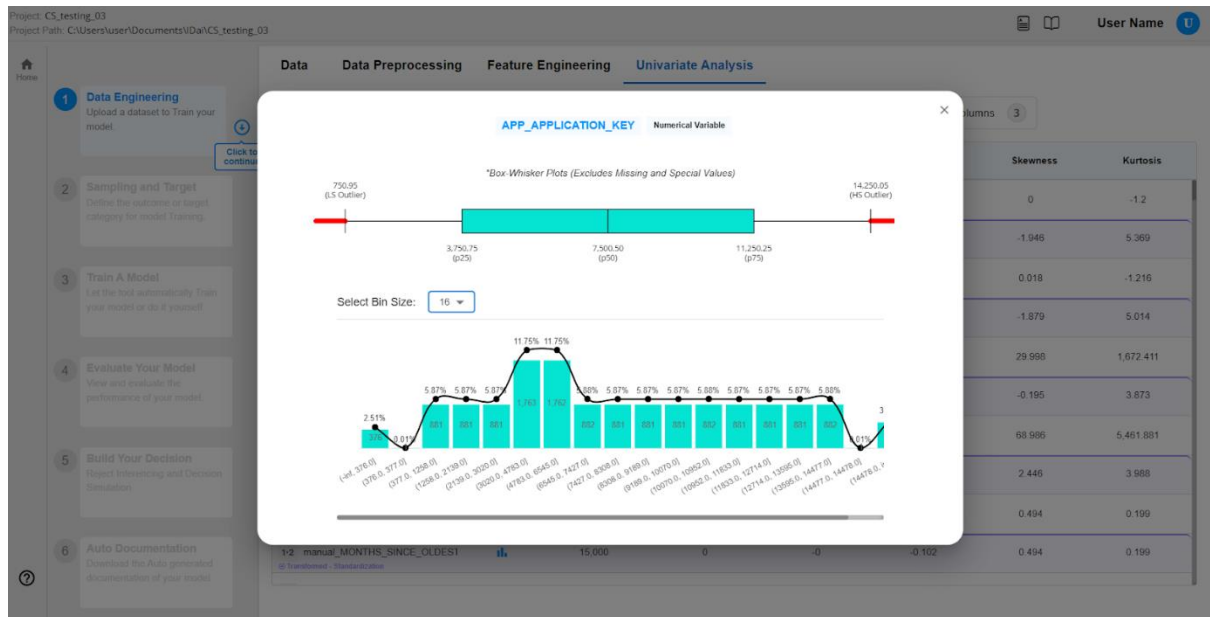 Project: CS_testing_03
Project Path: C:\Users\user\Documents\IDai\CS_testing_03
User Name
U
Home
Data
Data Preprocessing
Feature Engineering
Univariate Analysis
1
Data Engineering
Upload a dataset to Train your
model.
Click to
continue
2
Sampling and Target
Define the outcome or target
category for model Training.
3
Train A Model
Let the tool automatically Train
your model or do it yourself.
4
Evaluate Your Model
View and evaluate the
performance of your model.
5
Build Your Decision
Reject Inferencing and Decision
Simulation
6
Auto Documentation
Download the Auto generated
documentation of your model.
APP_APPLICATION_KEY
Numerical Variable
×
*Box-Whisker Plots (Excludes Missing and Special Values)
750.95
(LS Outlier)
14,250.05
(HS Outlier)
3,750.75
(p25)
7,500.50
(p50)
11,250.25
(p75)
Select Bin Size:
16
2.51% 0.01% 5.87% 5.87% 5.87% 11.75% 11.75% 5.88% 5.87% 5.87% 5.87% 5.88% 5.87% 5.87% 5.88% 0.01% 3
376 881 881 881 1,763 1,762 882 881 881 881 882 881 881 881 882
(-inf, 376.0]
(376.0, 377.0]
(377.0, 1258.0]
(1258.0, 2139.0]
(2139.0, 3020.0]
(3020.0, 4783.0]
(4783.0, 6545.0]
(6545.0, 7427.0]
(7427.0, 8308.0]
(8308.0, 9189.0]
(9189.0, 10070.0]
(10070.0, 10952.0]
(10952.0, 11833.0]
(11833.0, 12714.0]
(12714.0, 13595.0]
(13595.0, 14477.0]
(14477.0, 14478.0]
(14478.0,
olumns 3
Skewness Kurtosis
0 -1.2
-1.946 5.369
0.018 -1.216
-1.879 5.014
29.998 1,672.411
-0.195 3.873
68.986 5,461.881
2.446 3.988
0.494 0.199
1-2 manual_MONTHS_SINCE_OLDEST 15,000 0 -0 -0.102 0.494 0.199
Transformed - Standardization